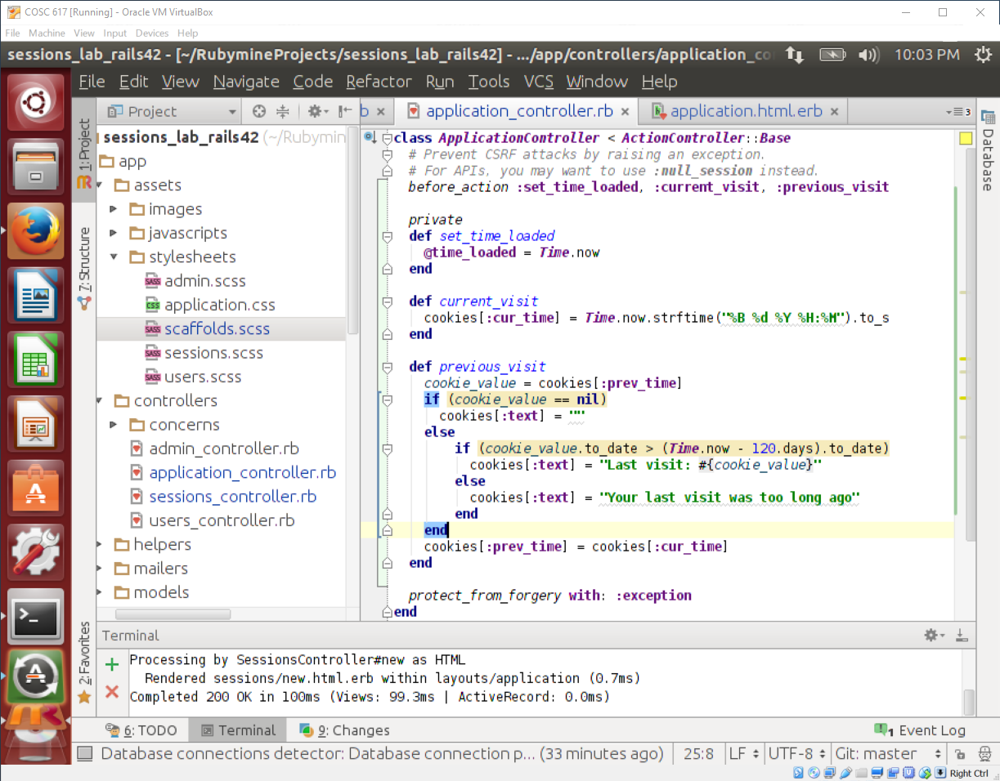 COSC 617 [Running] - Oracle VM VirtualBox
File Machine View Input Devices Help
sessions_lab_rails42 - [~/RubymineProjects/sessions_lab_rails42] - .../app/controllers/application_co
10:03 PM
File Edit View Navigate Code Refactor Run Tools VCS Window Help
Project
b
application_controller.rb
application.html.erb
3
1: Project
7: Structure
2: Favorites
Database
sessions_lab_rails42 (~/Rubymin
app
assets
images
javascripts
stylesheets
admin.scss
application.css
scaffolds.scss
sessions.scss
users.scss
controllers
concerns
admin_controller.rb
application_controller.rb
sessions_controller.rb
users_controller.rb
helpers
mailers
models
class ApplicationController < ActionController::Base
# Prevent CSRF attacks by raising an exception.
# For APIs, you may want to use :null_session instead.
before_action :set_time_loaded, :current_visit, :previous_visit
private
def set_time_loaded
@time_loaded = Time.now
end
def current_visit
cookies[:cur_time] = Time.now.strftime("%B %d %Y %H:%M").to_s
end
def previous_visit
cookie_value = cookies[:prev_time]
if (cookie_value == nil)
cookies[:text] = ""
else
if (cookie_value.to_date > (Time.now - 120.days).to_date)
cookies[:text] = "Last visit: #{cookie_value}"
else
cookies[:text] = "Your last visit was too long ago"
end
end
cookies[:prev_time] = cookies[:cur_time]
end
protect_from_forgery with: :exception
end
Terminal
Processing by SessionsController#new as HTML
Rendered sessions/new.html.erb within layouts/application (0.7ms)
Completed 200 OK in 100ms (Views: 99.3ms | ActiveRecord: 0.0ms)
6: TODO
Terminal
9: Changes
1 Event Log
Database connections detector: Database connection p... (33 minutes ago)
25:8
LF
UTF-8
Git: master
Right Ctrl